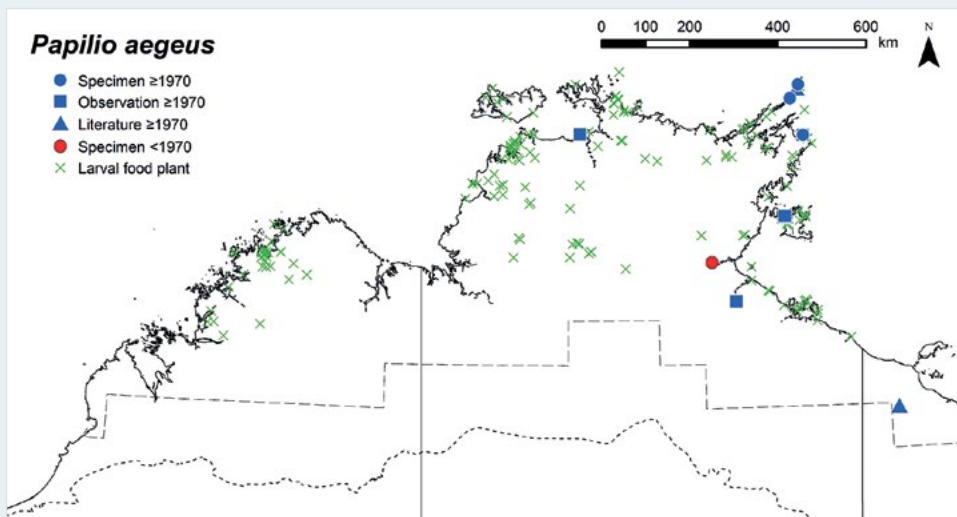 Papilio aegeus
Specimen ≥1970
Observation ≥1970
Literature ≥1970
Specimen <1970
Larval food plant
0 100 200 400 600
km
N